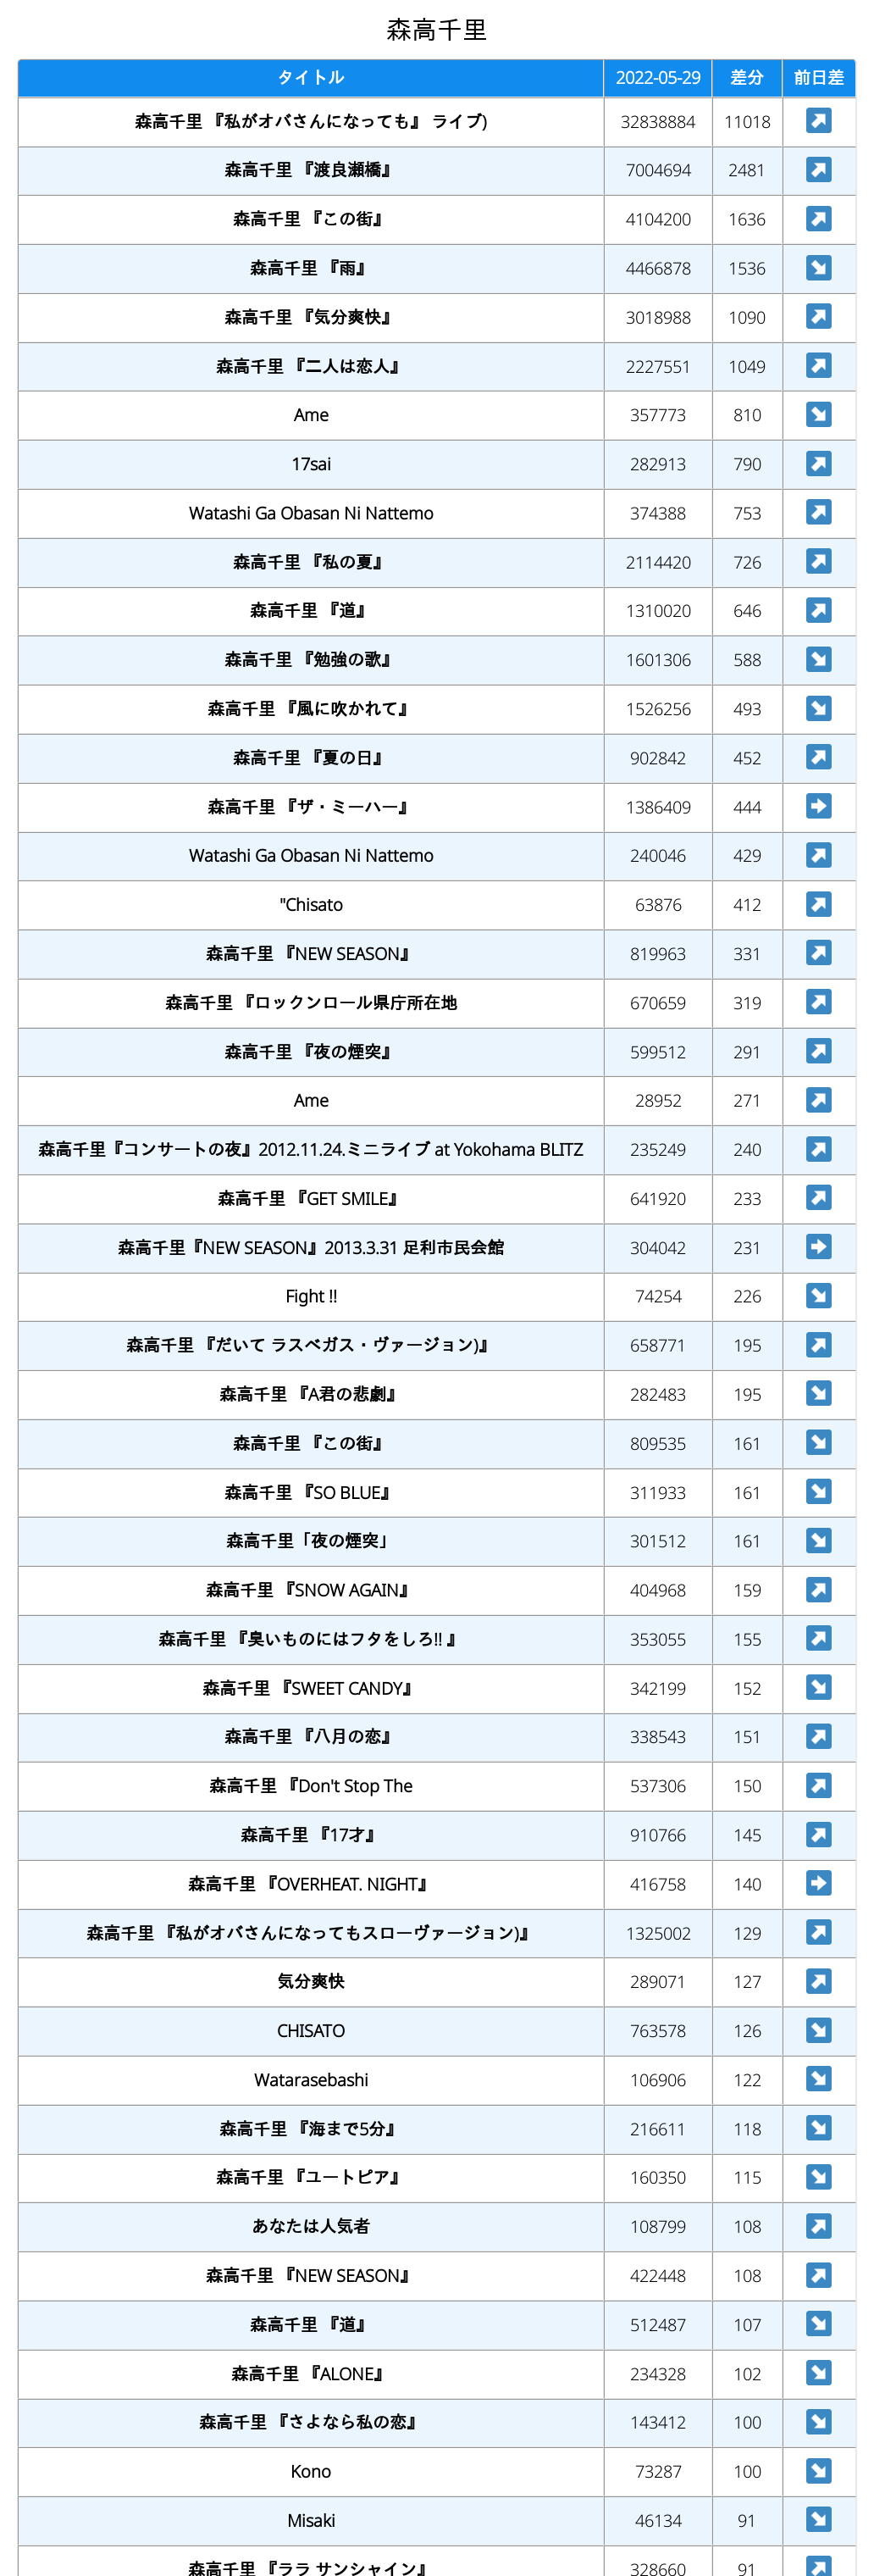 森高千里
タイトル 2022-05-29 差分 前日差
森高千里 『私がオバさんになっても』 ライブ) 32838884 11018
森高千里 『渡良瀬橋』 7004694 2481
森高千里 『この街』 4104200 1636
森高千里 『雨』 4466878 1536
森高千里 『気分爽快』 3018988 1090
森高千里 『二人は恋人』 2227551 1049
Ame 357773 810
17sai 282913 790
Watashi Ga Obasan Ni Nattemo 374388 753
森高千里 『私の夏』 2114420 726
森高千里 『道』 1310020 646
森高千里 『勉強の歌』 1601306 588
森高千里 『風に吹かれて』 1526256 493
森高千里 『夏の日』 902842 452
森高千里 『ザ・ミーハー』 1386409 444
Watashi Ga Obasan Ni Nattemo 240046 429
"Chisato 63876 412
森高千里 『NEW SEASON』 819963 331
森高千里 『ロックンロール県庁所在地 670659 319
森高千里 『夜の煙突』 599512 291
Ame 28952 271
森高千里『コンサートの夜』2012.11.24.ミニライブ at Yokohama BLITZ 235249 240
森高千里 『GET SMILE』 641920 233
森高千里『NEW SEASON』2013.3.31 足利市民会館 304042 231
Fight !! 74254 226
森高千里 『だいて ラスベガス・ヴァージョン)』 658771 195
森高千里 『A君の悲劇』 282483 195
森高千里 『この街』 809535 161
森高千里 『SO BLUE』 311933 161
森高千里「夜の煙突」 301512 161
森高千里 『SNOW AGAIN』 404968 159
森高千里 『臭いものにはフタをしろ!! 』 353055 155
森高千里 『SWEET CANDY』 342199 152
森高千里 『八月の恋』 338543 151
森高千里 『Don't Stop The 537306 150
森高千里 『17才』 910766 145
森高千里 『OVERHEAT. NIGHT』 416758 140
森高千里 『私がオバさんになってもスローヴァージョン)』 1325002 129
気分爽快 289071 127
CHISATO 763578 126
Watarasebashi 106906 122
森高千里 『海まで5分』 216611 118
森高千里 『ユートピア』 160350 115
あなたは人気者 108799 108
森高千里 『NEW SEASON』 422448 108
森高千里 『道』 512487 107
森高千里 『ALONE』 234328 102
森高千里 『さよなら私の恋』 143412 100
Kono 73287 100
Misaki 46134 91
森高千里 『ララ サンシャイン』 328660 91